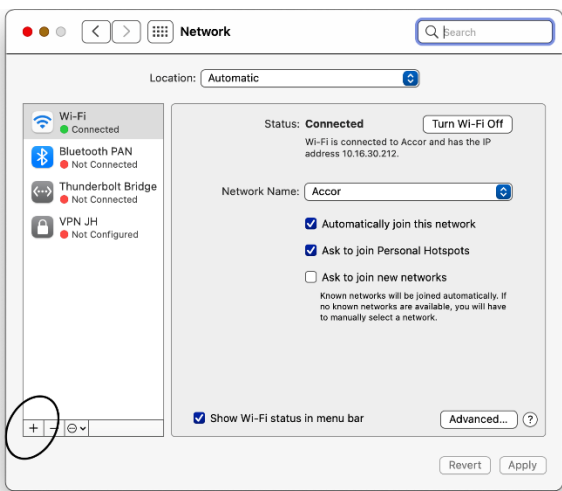 Network
Search
Location: Automatic
Wi-Fi
Connected
Bluetooth PAN
Not Connected
Thunderbolt Bridge
Not Connected
VPN JH
Not Configured
Status: Connected
Turn Wi-Fi Off
Wi-Fi is connected to Accor and has the IP
address 10.16.30.212.
Network Name: Accor
Automatically join this network
Ask to join Personal Hotspots
Ask to join new networks
Known networks will be joined automatically. If
no known networks are available, you will have
to manually select a network.
Show Wi-Fi status in menu bar
Advanced...
?
Revert
Apply